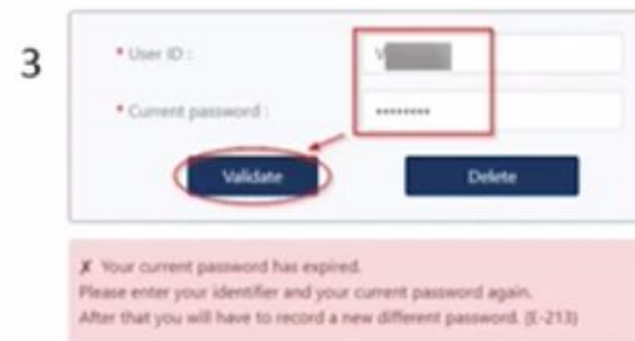 3
* User ID :
V
* Current password :
••••••••
Validate
Delete
✗ Your current password has expired.
Please enter your identifier and your current password again.
After that you will have to record a new different password. (E-213)